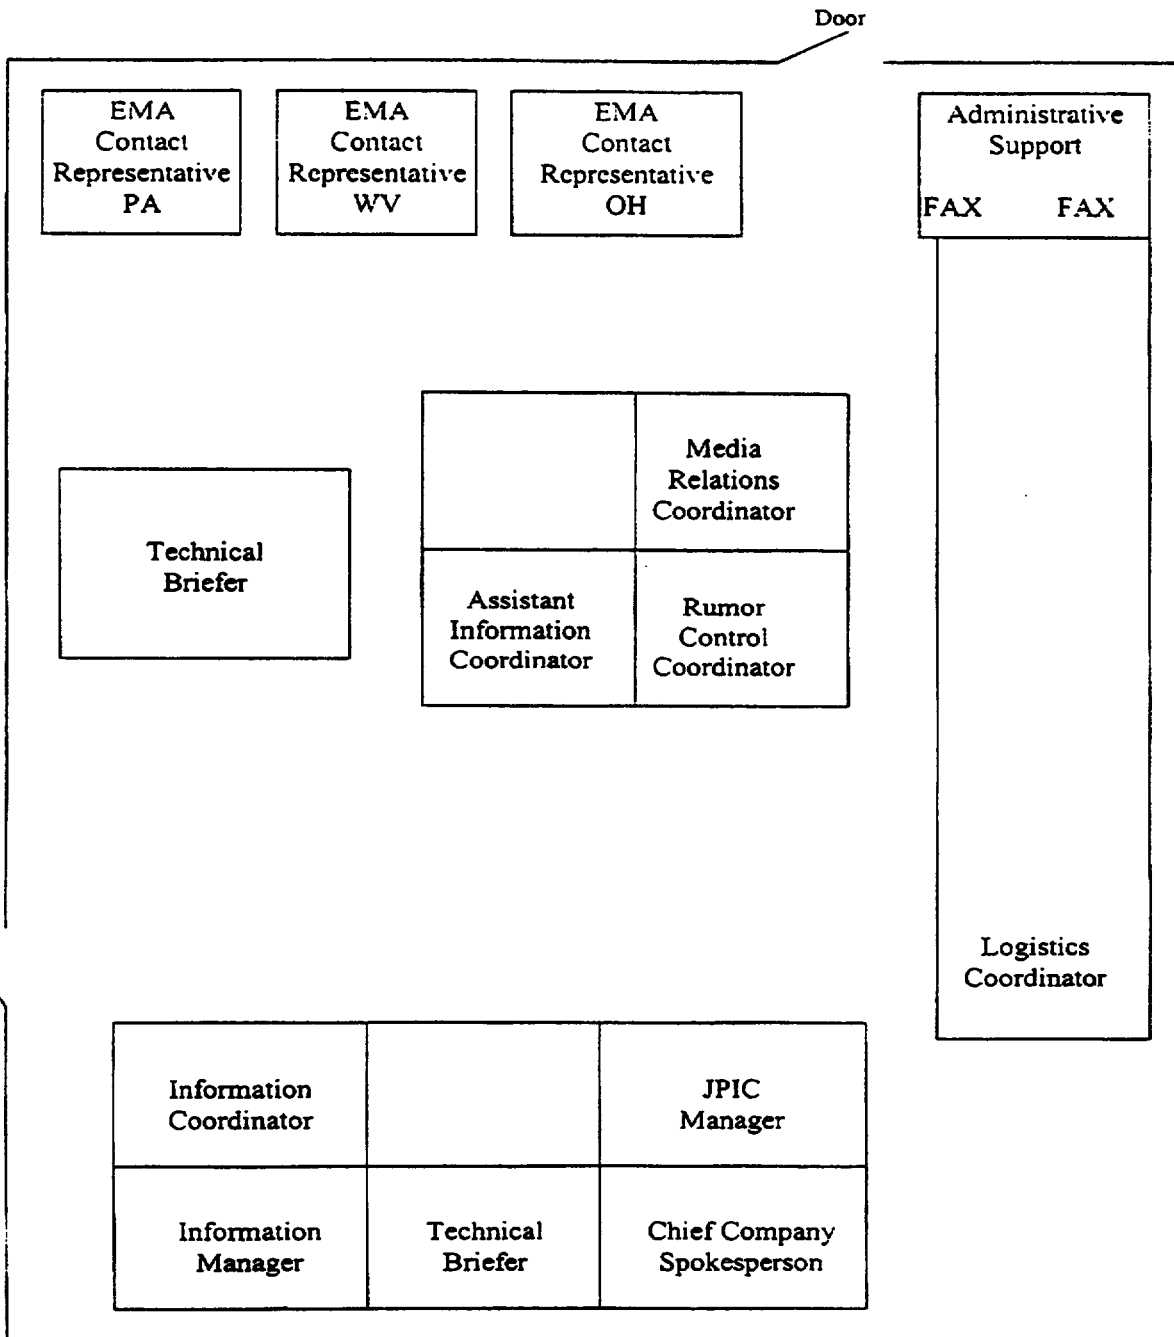 Door
EMA
Contact
Representative
PA
EMA
Contact
Representative
WV
EMA
Contact
Representative
OH
Administrative
Support
FAX FAX
Media
Relations
Coordinator
Technical
Briefer
Assistant
Information
Coordinator
Rumor
Control
Coordinator
Logistics
Coordinator
Information
Coordinator
JPIC
Manager
Information
Manager
Technical
Briefer
Chief Company
Spokesperson